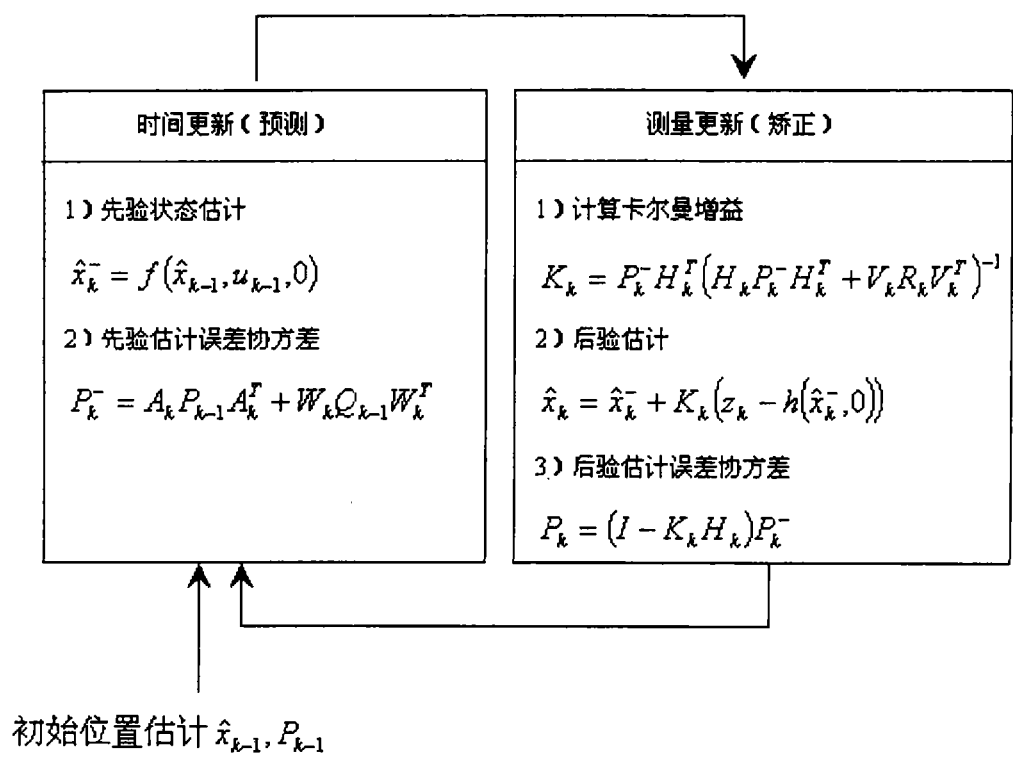 时间更新（预测）
1）先验状态估计
x̂ₖ⁻ = f(x̂ₖ₋₁,uₖ₋₁,0)
2）先验估计误差协方差
Pₖ⁻ = AₖPₖ₋₁Aₖᵀ + WₖQₖ₋₁Wₖᵀ
测量更新（矫正）
1）计算卡尔曼增益
Kₖ = Pₖ⁻Hₖᵀ(HₖPₖ⁻Hₖᵀ + VₖRₖVₖᵀ)⁻¹
2）后验估计
x̂ₖ = x̂ₖ⁻ + Kₖ(zₖ − h(x̂ₖ⁻,0))
3）后验估计误差协方差
Pₖ = (I − KₖHₖ)Pₖ⁻
初始位置估计 x̂ₖ₋₁, Pₖ₋₁